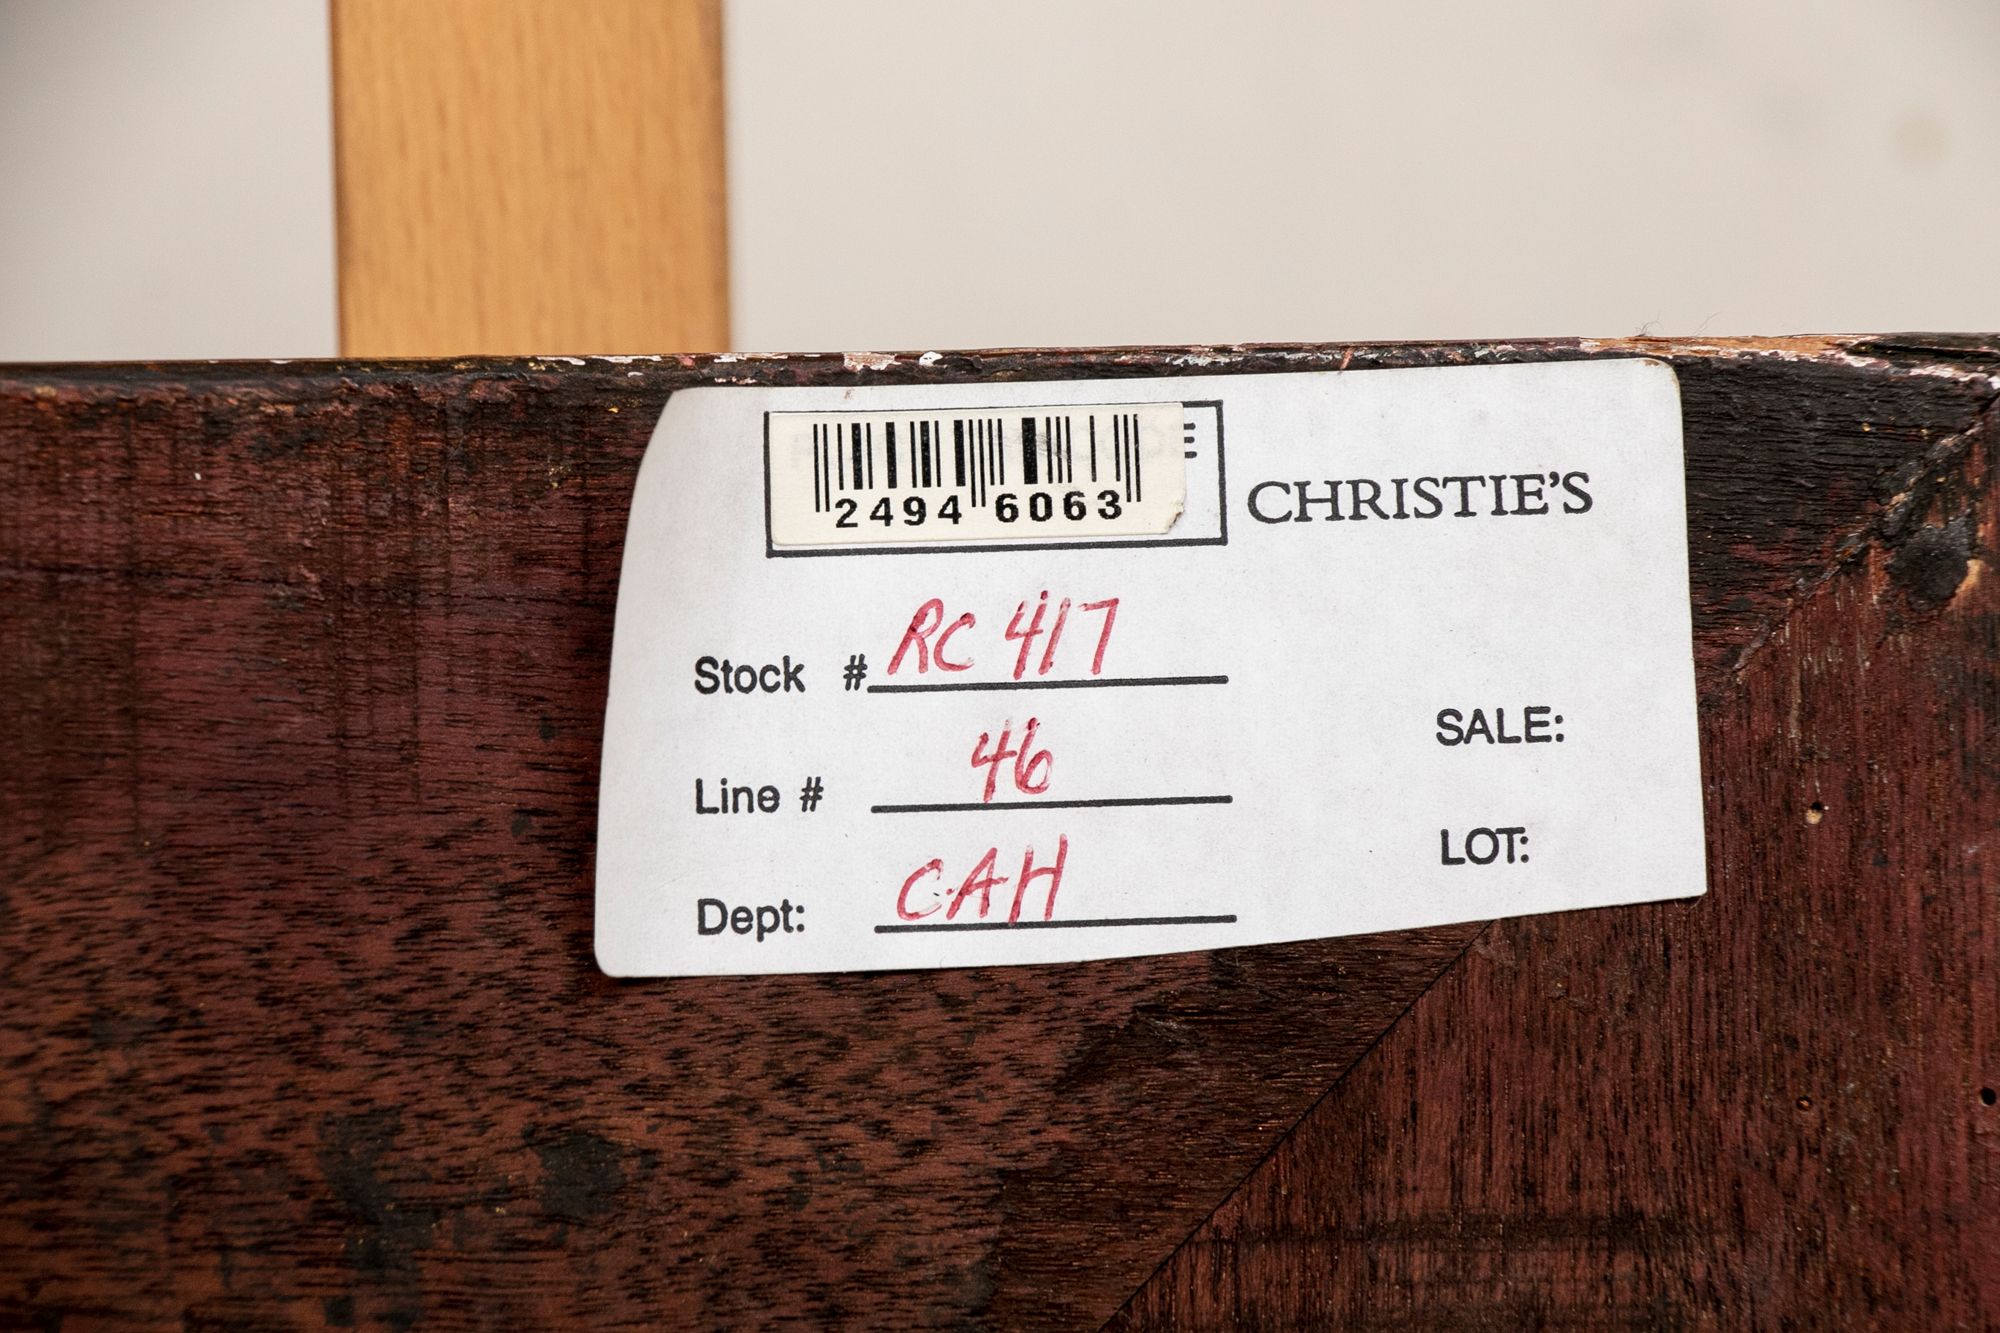 2494 6063
CHRISTIE'S
Stock # RC 417
Line # 46
Dept: CAH
SALE:
LOT: